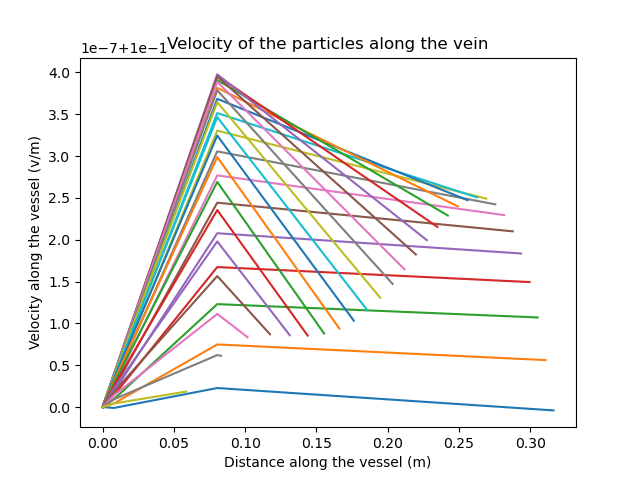 Velocity of the particles along the vein
1e−7+1e−1
4.0
3.5
3.0
2.5
2.0
1.5
1.0
0.5
0.0
Velocity along the vessel (v/m)
0.00 0.05 0.10 0.15 0.20 0.25 0.30
Distance along the vessel (m)